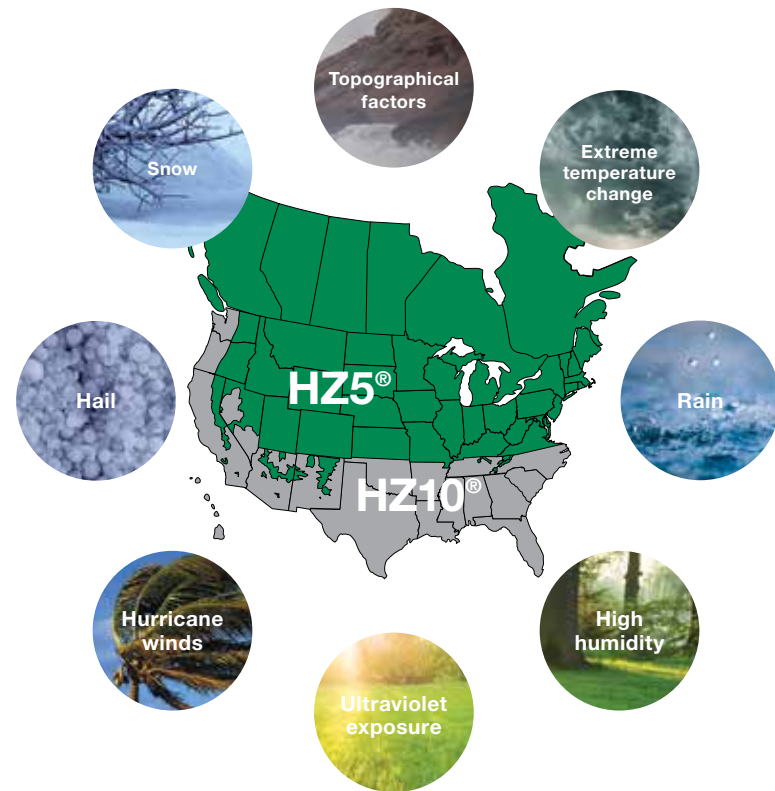 Topographical
factors
Snow
Extreme
temperature
change
HZ5®
Hail
Rain
HZ10®
Hurricane
winds
High
humidity
Ultraviolet
exposure